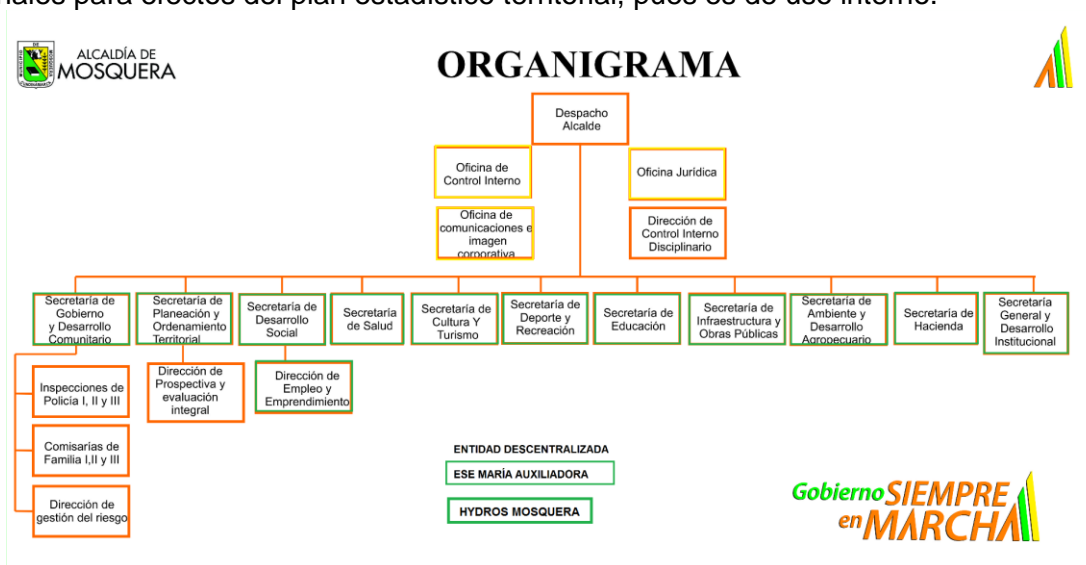 nales para efectos del plan estadístico territorial, pues es de uso interno.
ALCALDÍA DE
MOSQUERA
ORGANIGRAMA
Despacho
Alcalde
Oficina de
Control Interno
Oficina Jurídica
Oficina de
comunicaciones e
imagen
corporativa
Dirección de
Control Interno
Disciplinario
Secretaría de
Gobierno
y Desarrollo
Comunitario
Secretaría de
Planeación y
Ordenamiento
Territorial
Secretaría de
Desarrollo
Social
Secretaría
de Salud
Secretaría de
Cultura Y
Turismo
Secretaría de
Deporte y
Recreación
Secretaría de
Educación
Secretaría de
Infraestructura y
Obras Públicas
Secretaría de
Ambiente y
Desarrollo
Agropecuario
Secretaría de
Hacienda
Secretaría
General y
Desarrollo
Institucional
Inspecciones de
Policía I, II y III
Dirección de
Prospectiva y
evaluación
integral
Dirección de
Empleo y
Emprendimiento
Comisarías de
Familia I,II y III
Dirección de
gestión del riesgo
ENTIDAD DESCENTRALIZADA
ESE MARÍA AUXILIADORA
HYDROS MOSQUERA
Gobierno SIEMPRE
en MARCHA